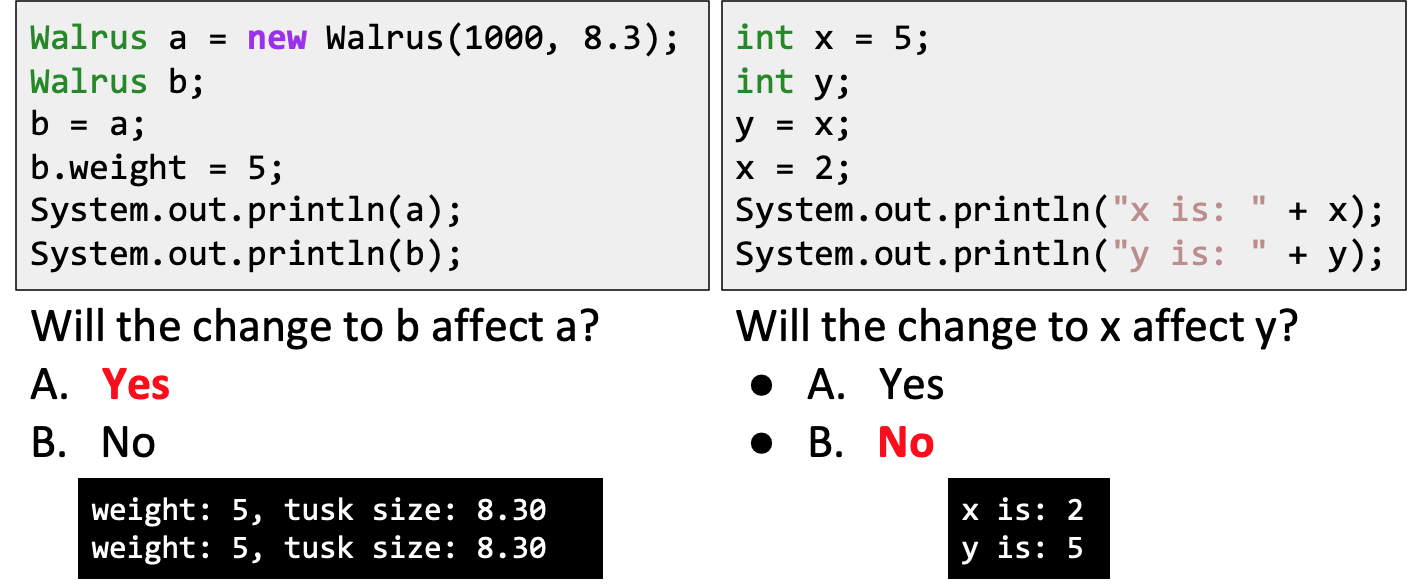 Walrus a = new Walrus(1000, 8.3);
Walrus b;
b = a;
b.weight = 5;
System.out.println(a);
System.out.println(b);
Will the change to b affect a?
A. Yes
B. No
weight: 5, tusk size: 8.30
weight: 5, tusk size: 8.30
int x = 5;
int y;
y = x;
x = 2;
System.out.println("x is: " + x);
System.out.println("y is: " + y);
Will the change to x affect y?
● A. Yes
● B. No
x is: 2
y is: 5